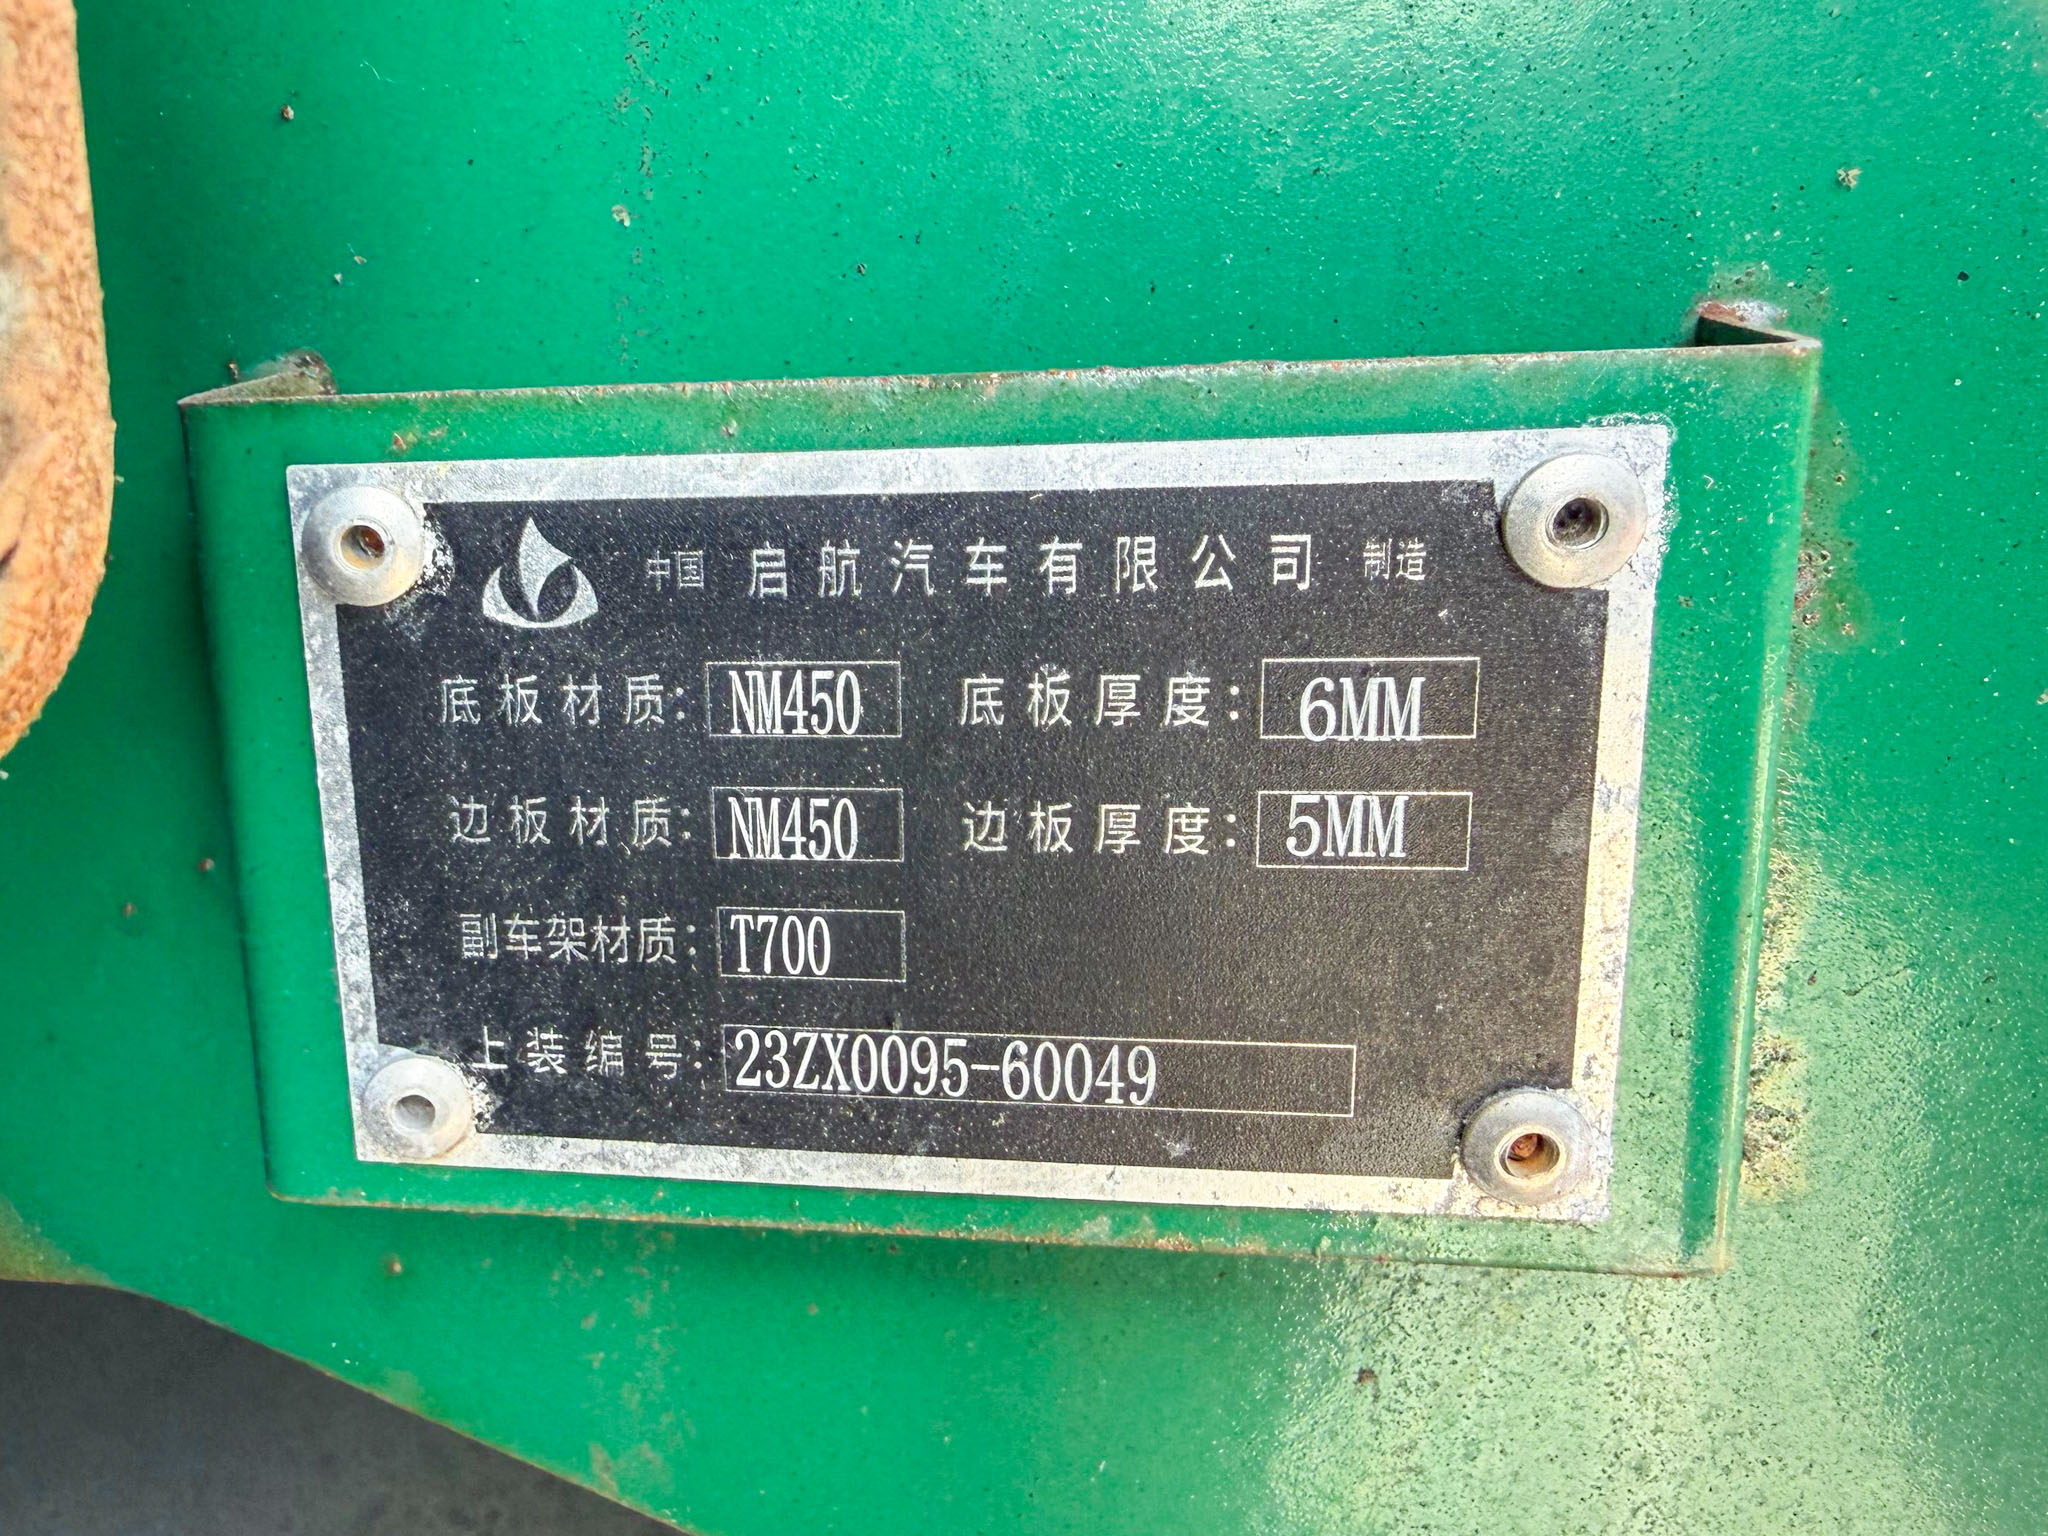 中国 启航汽车有限公司 制造
底板材质: NM450 底板厚度: 6MM
边板材质: NM450 边板厚度: 5MM
副车架材质: T700
上装编号: 23ZX0095-60049